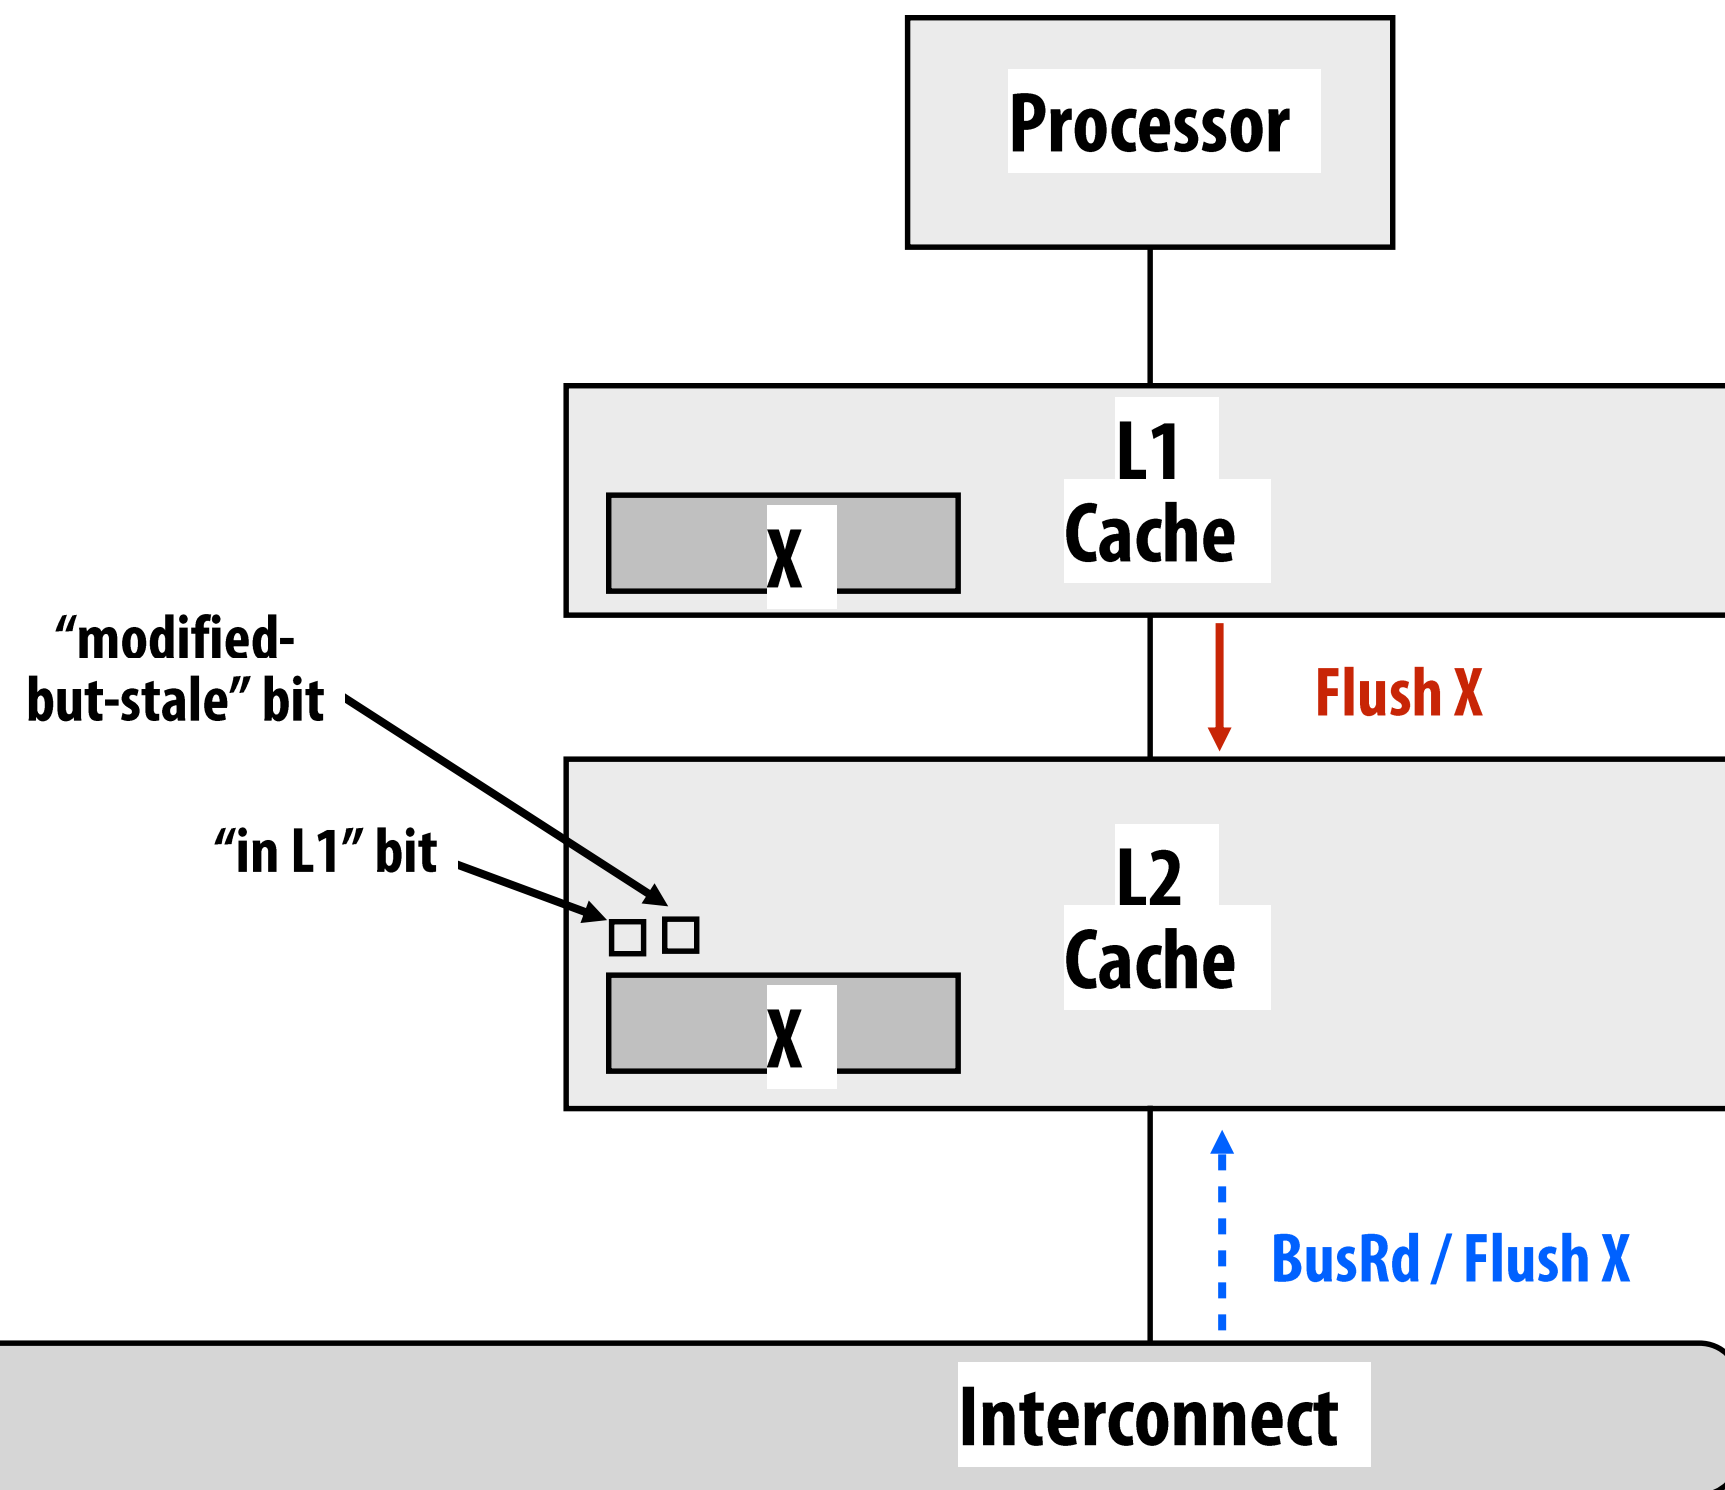 Processor
L1
Cache
X
“modified-
but-stale” bit
Flush X
“in L1” bit
L2
Cache
X
BusRd / Flush X
Interconnect